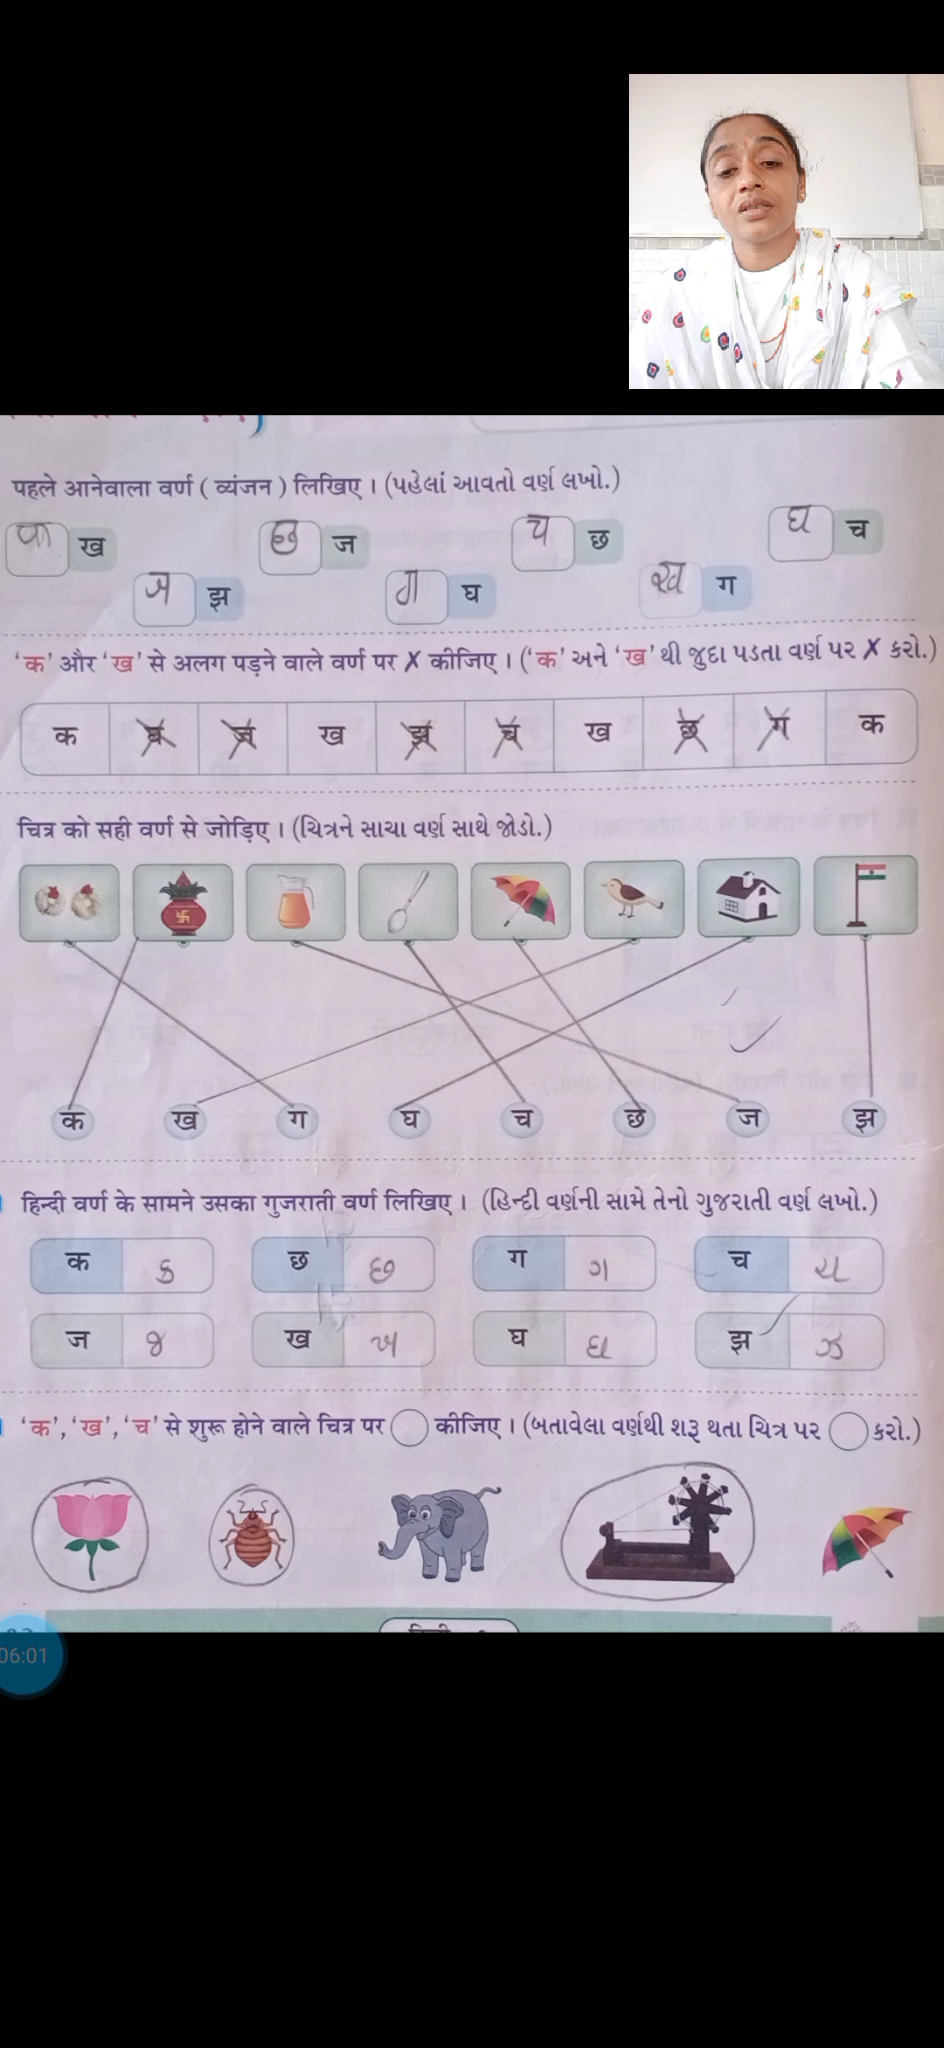 पहले आनेवाला वर्ण ( व्यंजन ) लिखिए । (પહેલાં આવતો વર્ણ લખો.)
क ख छ ज च छ घ च
ज झ ग घ ख ग
'क' और 'ख' से अलग पड़ने वाले वर्ण पर ✗ कीजिए । ('ક' અને 'ખ' થી જુદા પડતા વર્ણ પર ✗ કરો.)
क घ ज ख झ च ख छ ग क
चित्र को सही वर्ण से जोड़िए । (ચિત્રને સાચા વર્ણ સાથે જોડો.)
क ख ग घ च छ ज झ
हिन्दी वर्ण के सामने उसका गुजराती वर्ण लिखिए । (હિન્દી વર્ણની સામે તેનો ગુજરાતી વર્ણ લખો.)
क ક छ છ ग ગ च ચ
ज જ ख ખ घ ઘ झ ઝ
'क', 'ख', 'च' से शुरू होने वाले चित्र पर ◯ कीजिए । (બતાવેલા વર્ણથી શરૂ થતા ચિત્ર પર ◯ કરો.)
06:01